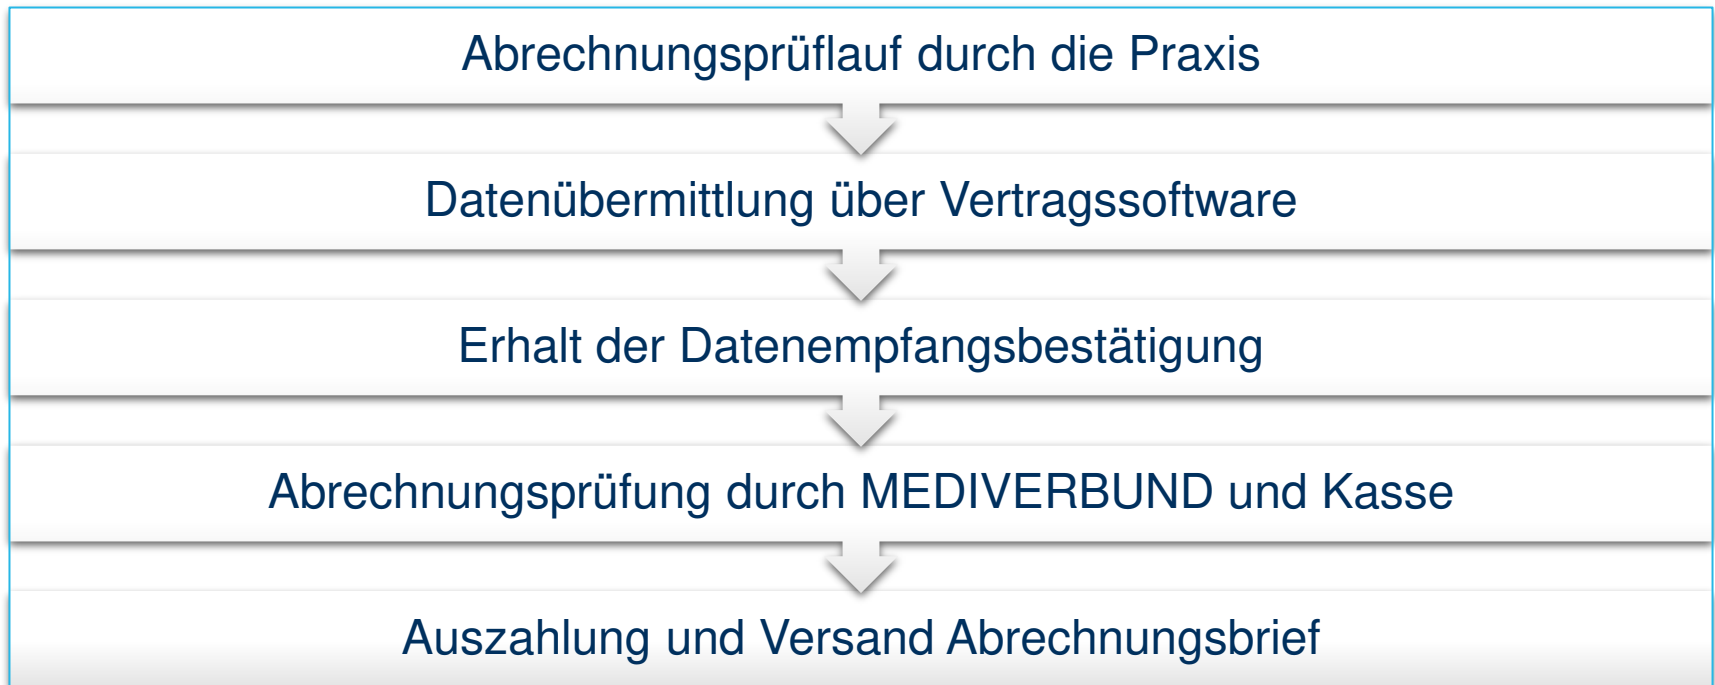 Abrechnungsprüflauf durch die Praxis
Datenübermittlung über Vertragssoftware
Erhalt der Datenempfangsbestätigung
Abrechnungsprüfung durch MEDIVERBUND und Kasse
Auszahlung und Versand Abrechnungsbrief